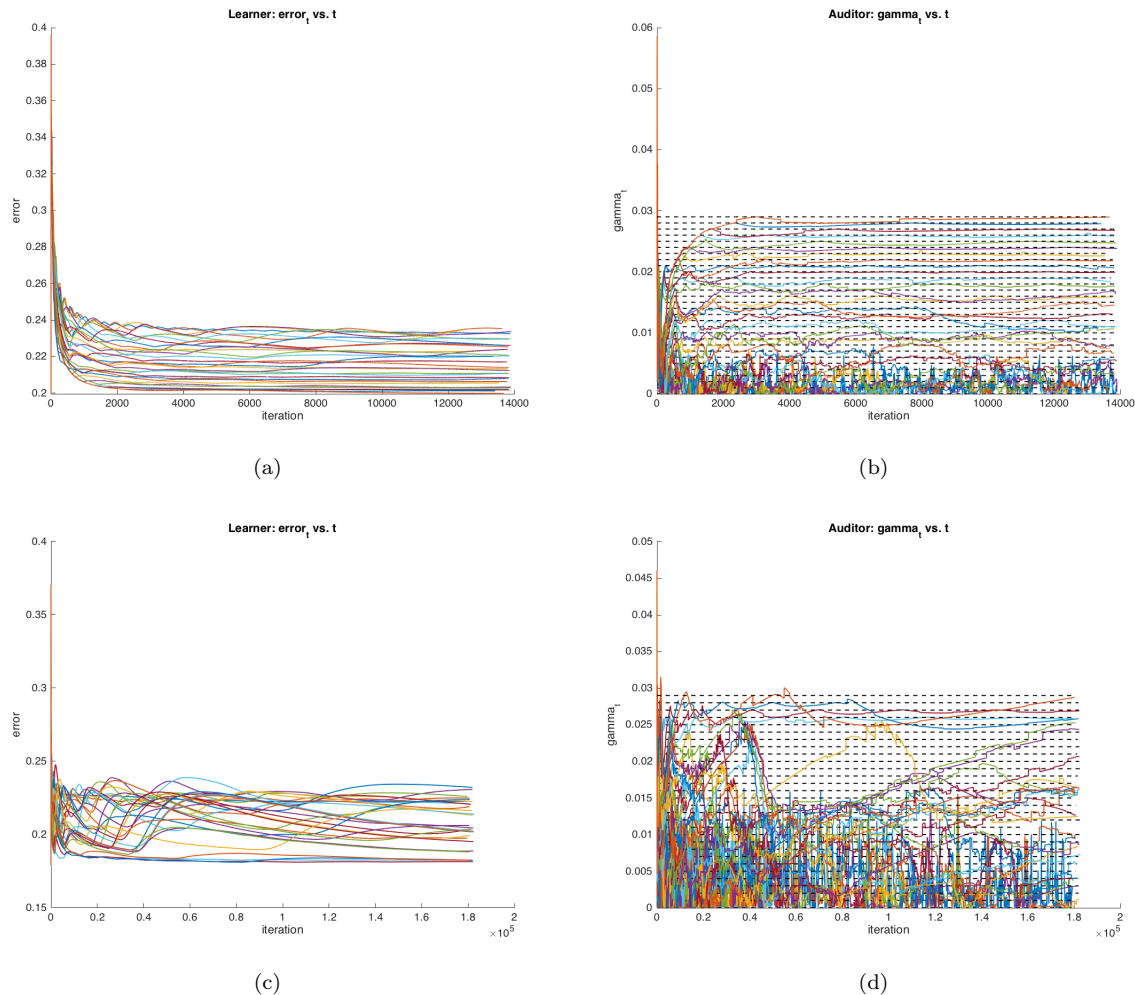 Learner: error_t vs. t
0.4
0.38
0.36
0.34
0.32
0.3
0.28
0.26
0.24
0.22
0.2
error
0 2000 4000 6000 8000 10000 12000 14000
iteration
(a)
Auditor: gamma_t vs. t
0.06
0.05
0.04
0.03
0.02
0.01
0
gamma_t
0 2000 4000 6000 8000 10000 12000 14000
iteration
(b)
Learner: error_t vs. t
0.4
0.35
0.3
0.25
0.2
0.15
error
0 0.2 0.4 0.6 0.8 1 1.2 1.4 1.6 1.8 2
iteration
×10^5
(c)
Auditor: gamma_t vs. t
0.05
0.045
0.04
0.035
0.03
0.025
0.02
0.015
0.01
0.005
0
gamma_t
0 0.2 0.4 0.6 0.8 1 1.2 1.4 1.6 1.8 2
iteration
×10^5
(d)